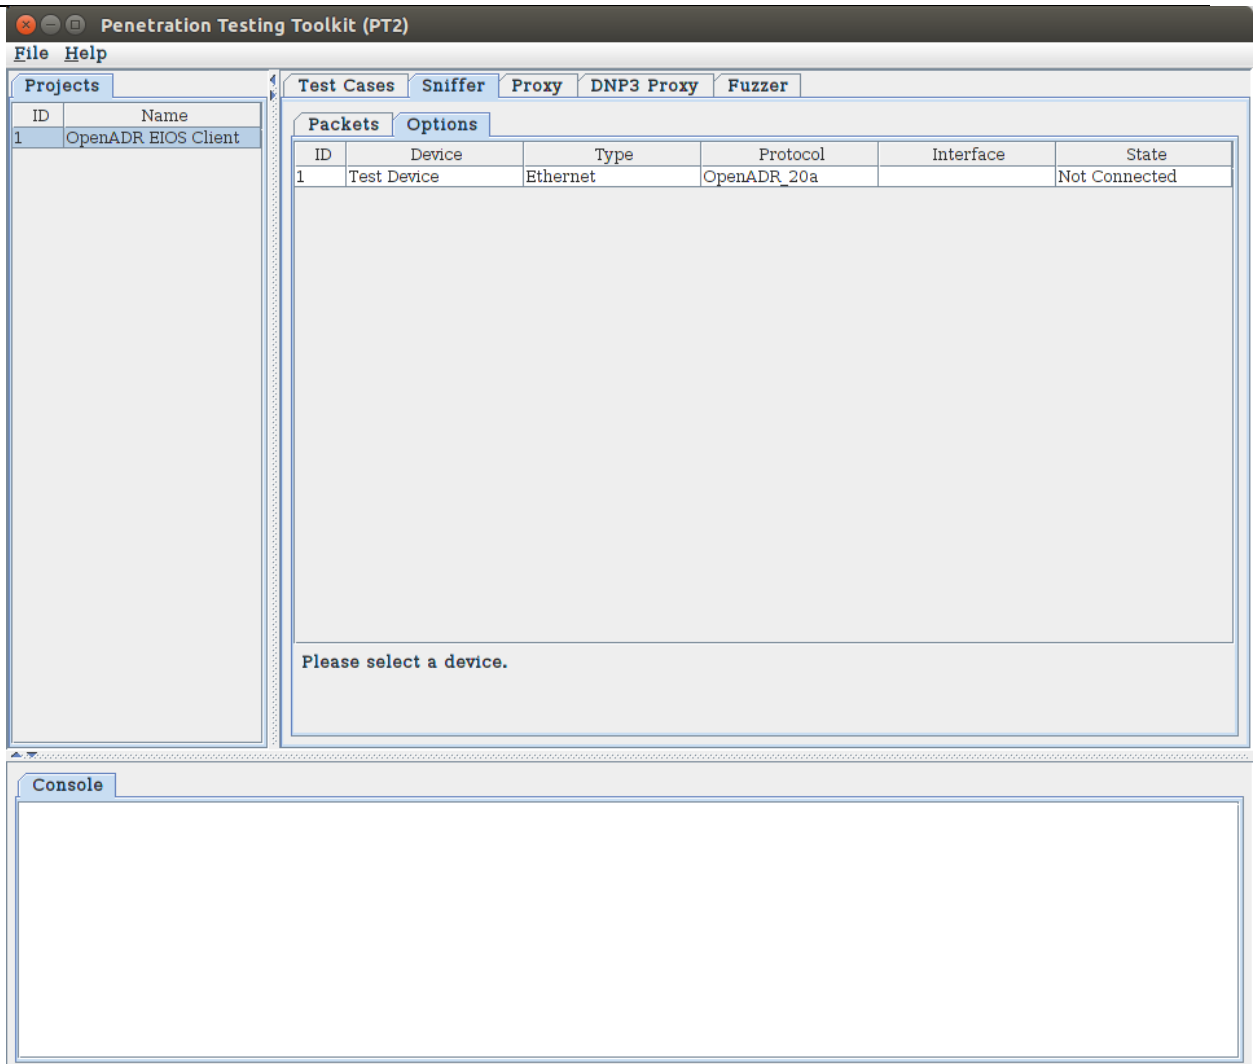 Penetration Testing Toolkit (PT2)
File Help
Projects
ID Name
1 OpenADR EIOS Client
Test Cases Sniffer Proxy DNP3 Proxy Fuzzer
Packets Options
ID Device Type Protocol Interface State
1 Test Device Ethernet OpenADR_20a Not Connected
Please select a device.
Console